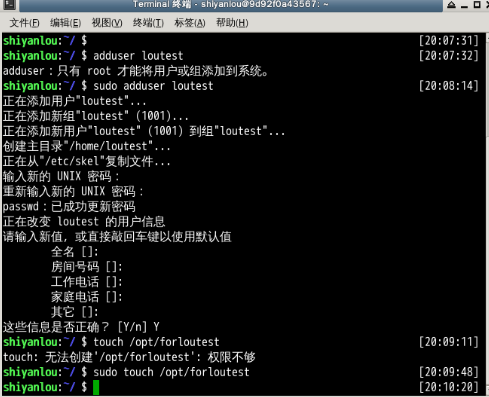 Terminal 终端 - shiyanlou@9d92f0a43567: ~
文件(F) 编辑(E) 视图(V) 终端(T) 标签(A) 帮助(H)
shiyanlou:~/ $ [20:07:31]
shiyanlou:~/ $ adduser loutest [20:07:32]
adduser：只有 root 才能将用户或组添加到系统。
shiyanlou:~/ $ sudo adduser loutest [20:08:14]
正在添加用户"loutest"...
正在添加新组"loutest" (1001)...
正在添加新用户"loutest" (1001) 到组"loutest"...
创建主目录"/home/loutest"...
正在从"/etc/skel"复制文件...
输入新的 UNIX 密码：
重新输入新的 UNIX 密码：
passwd：已成功更新密码
正在改变 loutest 的用户信息
请输入新值，或直接敲回车键以使用默认值
全名 []:
房间号码 []:
工作电话 []:
家庭电话 []:
其它 []:
这些信息是否正确？ [Y/n] Y
shiyanlou:~/ $ touch /opt/forloutest [20:09:11]
touch: 无法创建'/opt/forloutest': 权限不够
shiyanlou:~/ $ sudo touch /opt/forloutest [20:09:48]
shiyanlou:~/ $ [20:10:20]